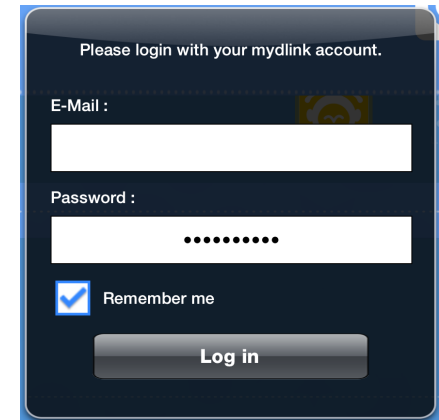 Please login with your mydlink account.
E-Mail :
Password :
••••••••••
Remember me
Log in